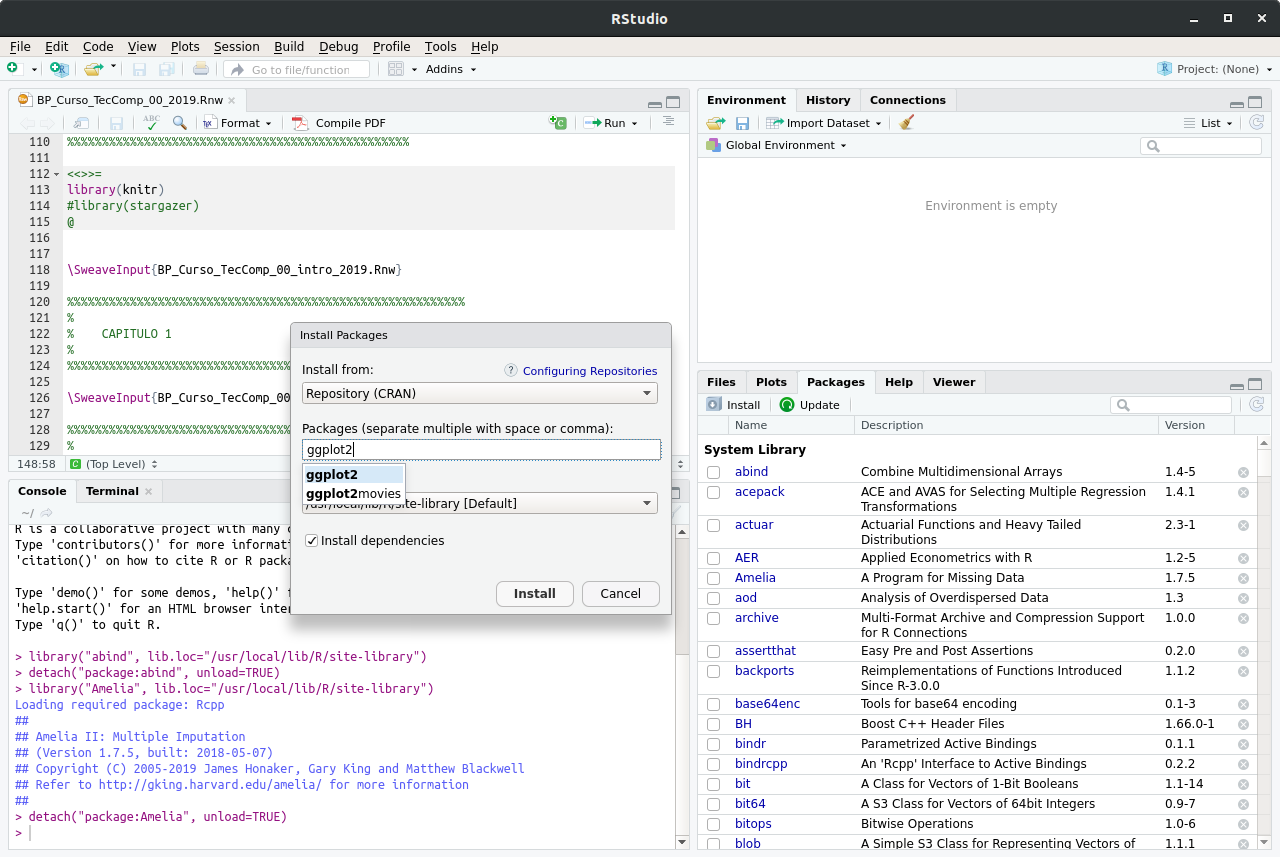 RStudio
File Edit Code View Plots Session Build Debug Profile Tools Help
Go to file/function
Addins
Project: (None)
BP_Curso_TecComp_00_2019.Rnw
ABC
Format
Compile PDF
Run
110 %%%%%%%%%%%%%%%%%%%%%%%%%%%%%%%%%%%%%%%%%%%%%%%%%
111
112 <<>>=
113 library(knitr)
114 #library(stargazer)
115 @
116
117
118 \SweaveInput{BP_Curso_TecComp_00_intro_2019.Rnw}
119
120 %%%%%%%%%%%%%%%%%%%%%%%%%%%%%%%%%%%%%%%%%%%%%%%%%%%%%%%%%
121 %
122 % CAPITULO 1
123 %
124 %%%%%%%%%%%%%%%%%%%%%%%%%%%%%%%%
125
126 \SweaveInput{BP_Curso_TecComp_00
127
128 %%%%%%%%%%%%%%%%%%%%%%%%%%%%%%%%
129 %
148:58 (Top Level)
Install Packages
Install from:
? Configuring Repositories
Repository (CRAN)
Packages (separate multiple with space or comma):
ggplot2
ggplot2
ggplot2movies
/usr/local/lib/R/site-library [Default]
Install dependencies
Install
Cancel
Console Terminal
~/
R is a collaborative project with many
Type 'contributors()' for more
'citation()' on how to cite R or R
Type 'demo()' for some demos, 'help()'
'help.start()' for an HTML browser
Type 'q()' to quit R.
> library("abind", lib.loc="/usr/local/lib/R/site-library")
> detach("package:abind", unload=TRUE)
> library("Amelia", lib.loc="/usr/local/lib/R/site-library")
Loading required package: Rcpp
##
## Amelia II: Multiple Imputation
## (Version 1.7.5, built: 2018-05-07)
## Copyright (C) 2005-2019 James Honaker, Gary King and Matthew Blackwell
## Refer to http://gking.harvard.edu/amelia/ for more information
##
> detach("package:Amelia", unload=TRUE)
>
Environment History Connections
Import Dataset
List
Global Environment
Environment is empty
Files Plots Packages Help Viewer
Install Update
Name Description Version
System Library
abind Combine Multidimensional Arrays 1.4-5
acepack ACE and AVAS for Selecting Multiple Regression 1.4.1
Transformations
actuar Actuarial Functions and Heavy Tailed 2.3-1
Distributions
AER Applied Econometrics with R 1.2-5
Amelia A Program for Missing Data 1.7.5
aod Analysis of Overdispersed Data 1.3
archive Multi-Format Archive and Compression Support 1.0.0
for R Connections
assertthat Easy Pre and Post Assertions 0.2.0
backports Reimplementations of Functions Introduced 1.1.2
Since R-3.0.0
base64enc Tools for base64 encoding 0.1-3
BH Boost C++ Header Files 1.66.0-1
bindr Parametrized Active Bindings 0.1.1
bindrcpp An 'Rcpp' Interface to Active Bindings 0.2.2
bit A Class for Vectors of 1-Bit Booleans 1.1-14
bit64 A S3 Class for Vectors of 64bit Integers 0.9-7
bitops Bitwise Operations 1.0-6
blob A Simple S3 Class for Representing Vectors of 1.1.1